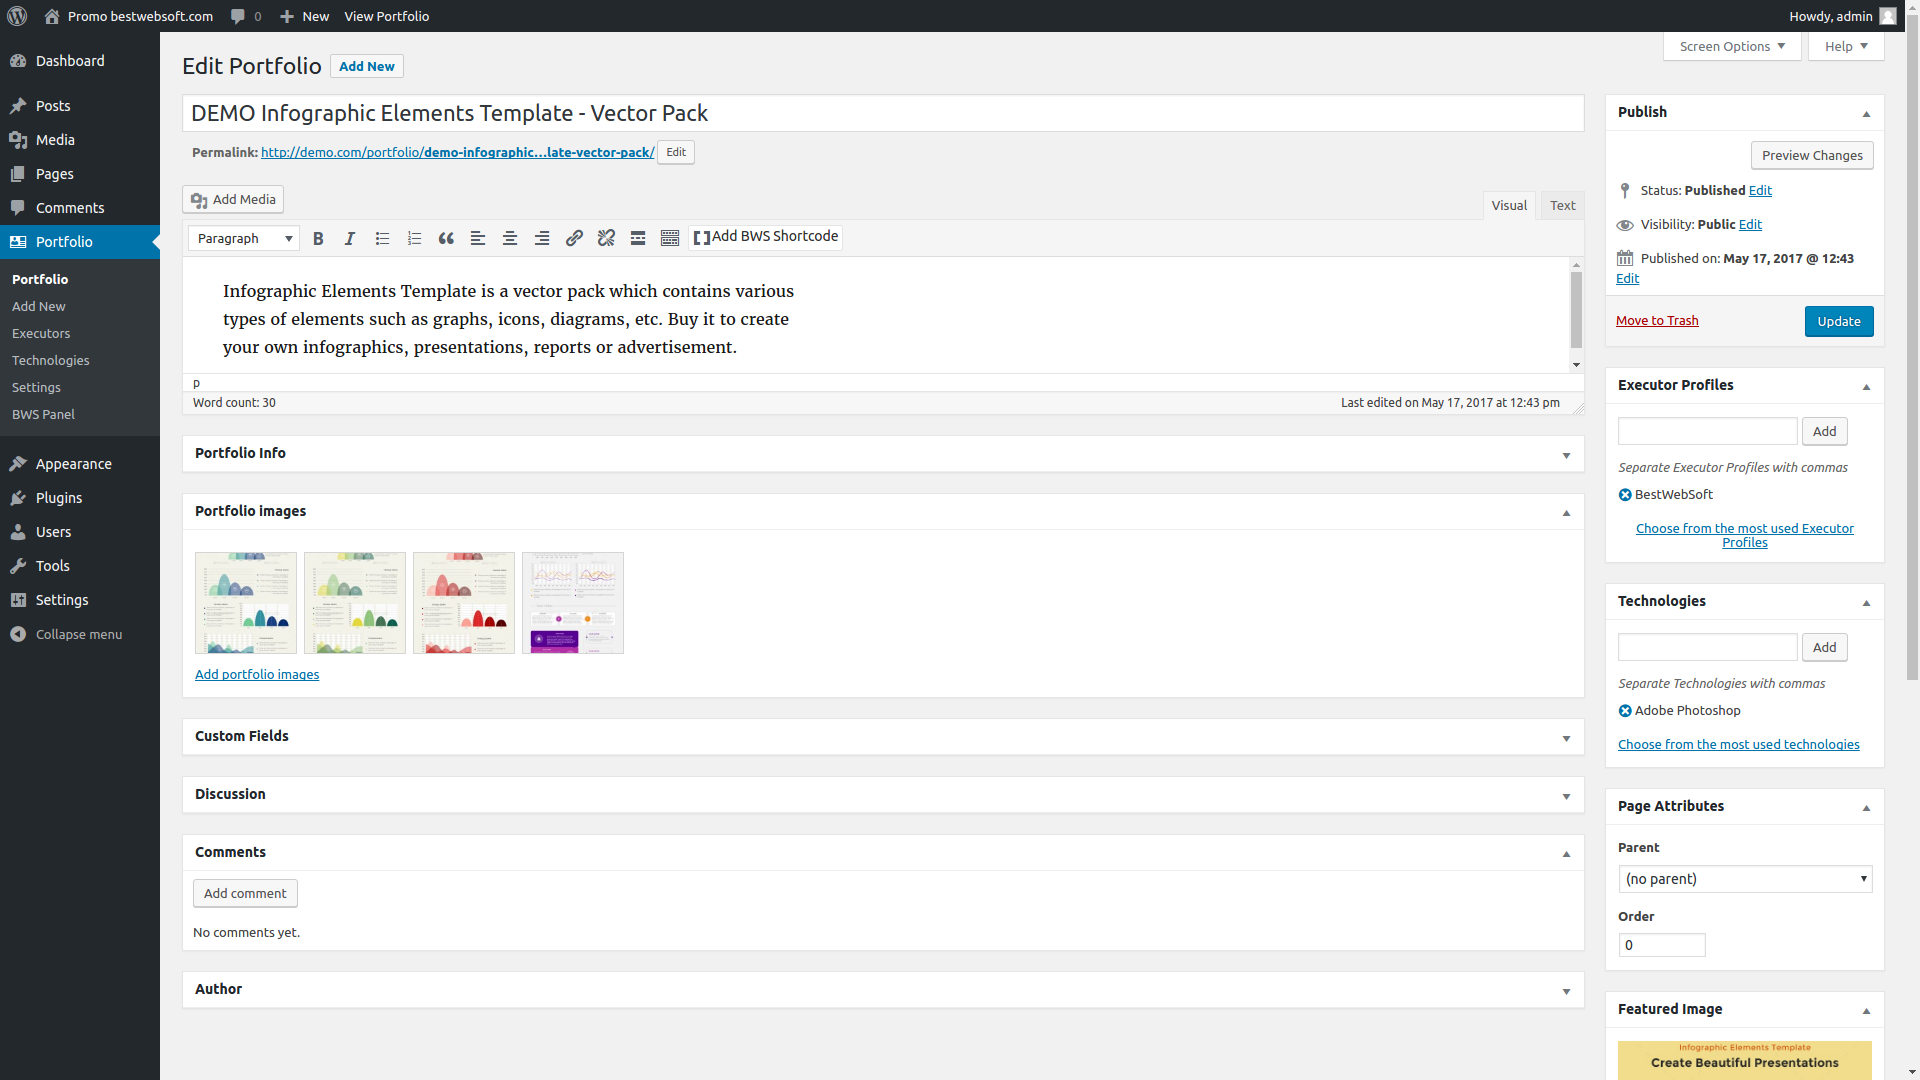 Promo bestwebsoft.com 0 New View Portfolio Howdy, admin
Screen Options Help
Dashboard
Posts
Media
Pages
Comments
Portfolio
Portfolio
Add New
Executors
Technologies
Settings
BWS Panel
Appearance
Plugins
Users
Tools
Settings
Collapse menu
Edit Portfolio Add New
DEMO Infographic Elements Template - Vector Pack
Permalink: http://demo.com/portfolio/demo-infographic...late-vector-pack/ Edit
Add Media
Visual Text
Paragraph Add BWS Shortcode
Infographic Elements Template is a vector pack which contains various
types of elements such as graphs, icons, diagrams, etc. Buy it to create
your own infographics, presentations, reports or advertisement.
p
Word count: 30 Last edited on May 17, 2017 at 12:43 pm
Portfolio Info
Portfolio images
Add portfolio images
Custom Fields
Discussion
Comments
Add comment
No comments yet.
Author
Publish
Preview Changes
Status: Published Edit
Visibility: Public Edit
Published on: May 17, 2017 @ 12:43
Edit
Move to Trash Update
Executor Profiles
Add
Separate Executor Profiles with commas
BestWebSoft
Choose from the most used Executor
Profiles
Technologies
Add
Separate Technologies with commas
Adobe Photoshop
Choose from the most used technologies
Page Attributes
Parent
(no parent)
Order
0
Featured Image
Infographic Elements Template
Create Beautiful Presentations